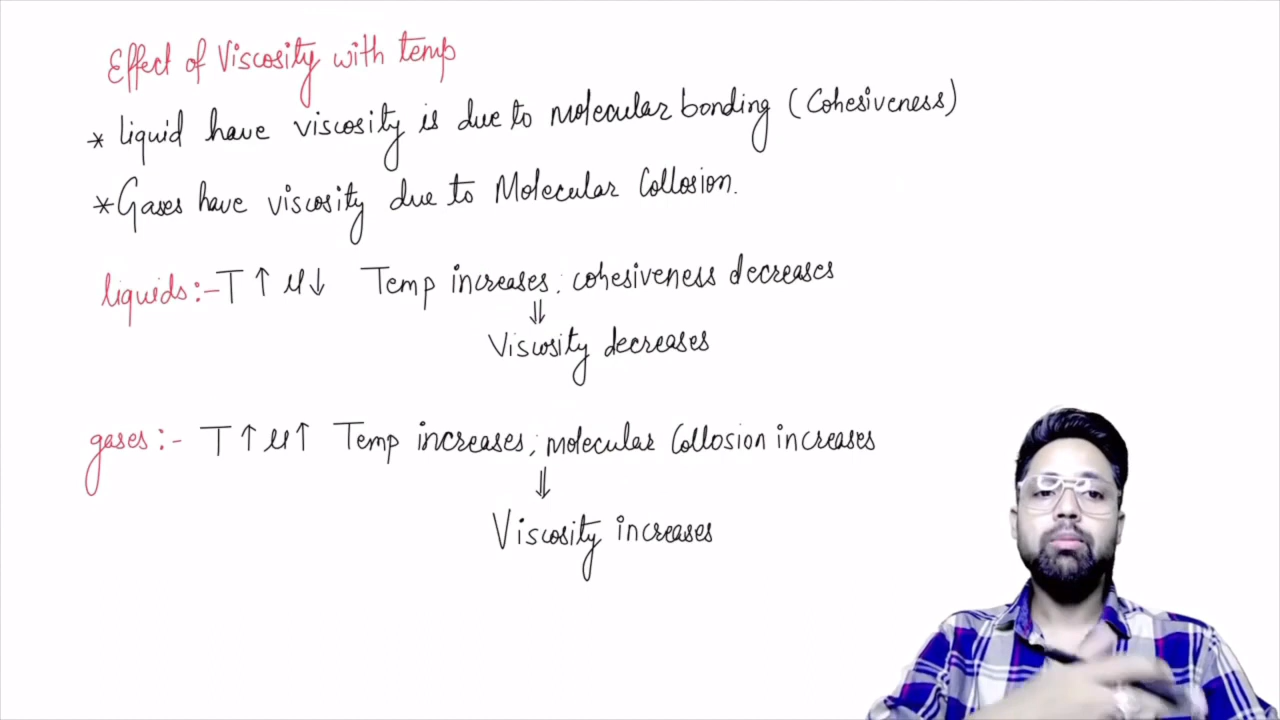 Effect of Viscosity with temp
* Liquid have viscosity is due to molecular bonding (Cohesiveness)
* Gases have viscosity due to Molecular Collosion.
liquids:- T ↑ μ ↓ Temp increases; cohesiveness decreases
⇓
Viscosity decreases
gases:- T ↑ μ ↑ Temp increases; molecular Collosion increases
⇓
Viscosity increases